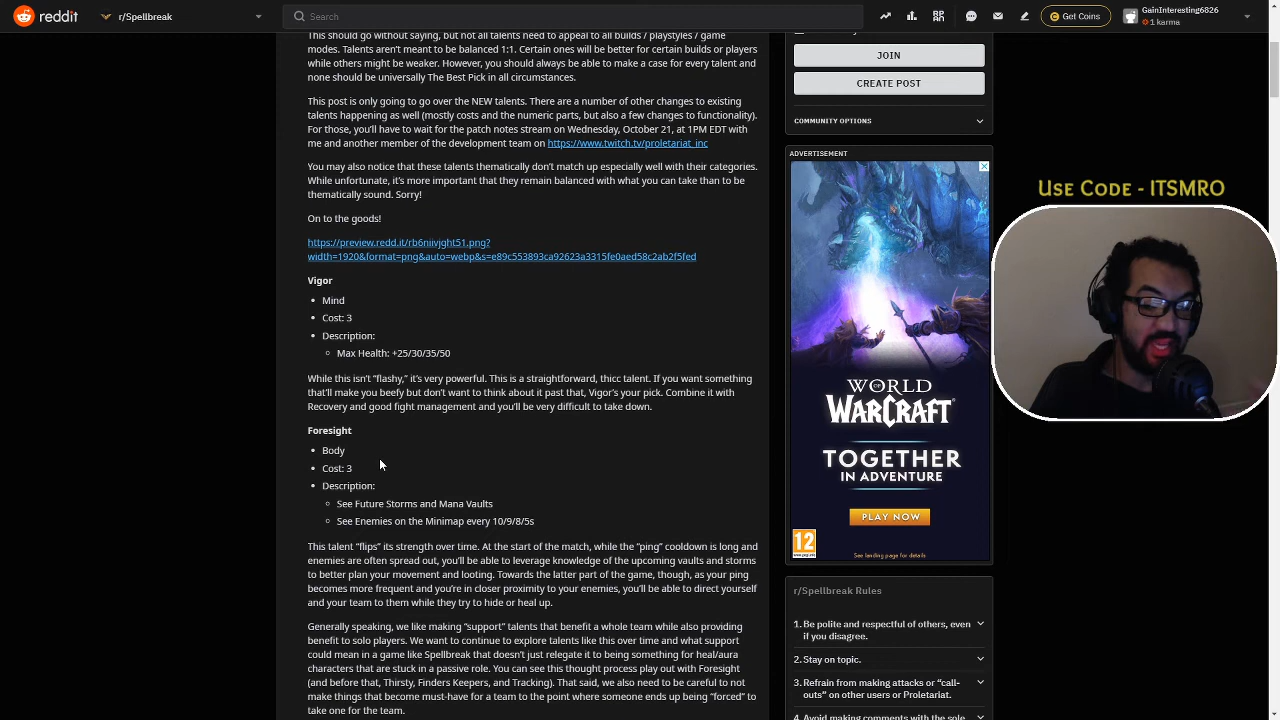 reddit
r/Spellbreak
Search
Get Coins
GainInteresting6826
1 karma
This should go without saying, but not all talents need to appeal to all builds / playstyles / game
modes. Talents aren't meant to be balanced 1:1. Certain ones will be better for certain builds or players
while others might be weaker. However, you should always be able to make a case for every talent and
none should be universally The Best Pick in all circumstances.
This post is only going to go over the NEW talents. There are a number of other changes to existing
talents happening as well (mostly costs and the numeric parts, but also a few changes to functionality).
For those, you'll have to wait for the patch notes stream on Wednesday, October 21, at 1PM EDT with
me and another member of the development team on https://www.twitch.tv/proletariat_inc
You may also notice that these talents thematically don't match up especially well with their categories.
While unfortunate, it's more important that they remain balanced with what you can take than to be
thematically sound. Sorry!
On to the goods!
https://preview.redd.it/rb6niivjght51.png?
width=1920&format=png&auto=webp&s=e89c553893ca92623a3315fe0aed58c2ab2f5fed
Vigor
• Mind
• Cost: 3
• Description:
◦ Max Health: +25/30/35/50
While this isn't "flashy," it's very powerful. This is a straightforward, thicc talent. If you want something
that'll make you beefy but don't want to think about it past that, Vigor's your pick. Combine it with
Recovery and good fight management and you'll be very difficult to take down.
Foresight
• Body
• Cost: 3
• Description:
◦ See Future Storms and Mana Vaults
◦ See Enemies on the Minimap every 10/9/8/5s
This talent "flips" its strength over time. At the start of the match, while the "ping" cooldown is long and
enemies are often spread out, you'll be able to leverage knowledge of the upcoming vaults and storms
to better plan your movement and looting. Towards the latter part of the game, though, as your ping
becomes more frequent and you're in closer proximity to your enemies, you'll be able to direct yourself
and your team to them while they try to hide or heal up.
Generally speaking, we like making "support" talents that benefit a whole team while also providing
benefit to solo players. We want to continue to explore talents like this over time and what support
could mean in a game like Spellbreak that doesn't just relegate it to being something for heal/aura
characters that are stuck in a passive role. You can see this thought process play out with Foresight
(and before that, Thirsty, Finders Keepers, and Tracking). That said, we also need to be careful to not
make things that become must-have for a team to the point where someone ends up being "forced" to
take one for the team.
JOIN
CREATE POST
COMMUNITY OPTIONS
ADVERTISEMENT
WORLD
OF
WARCRAFT
TOGETHER
IN ADVENTURE
PLAY NOW
12
www.pegi.info
See landing page for details
r/Spellbreak Rules
1. Be polite and respectful of others, even
if you disagree.
2. Stay on topic.
3. Refrain from making attacks or "call-
outs" on other users or Proletariat.
4. Avoid making comments with the sole
USE CODE - ITSMRO